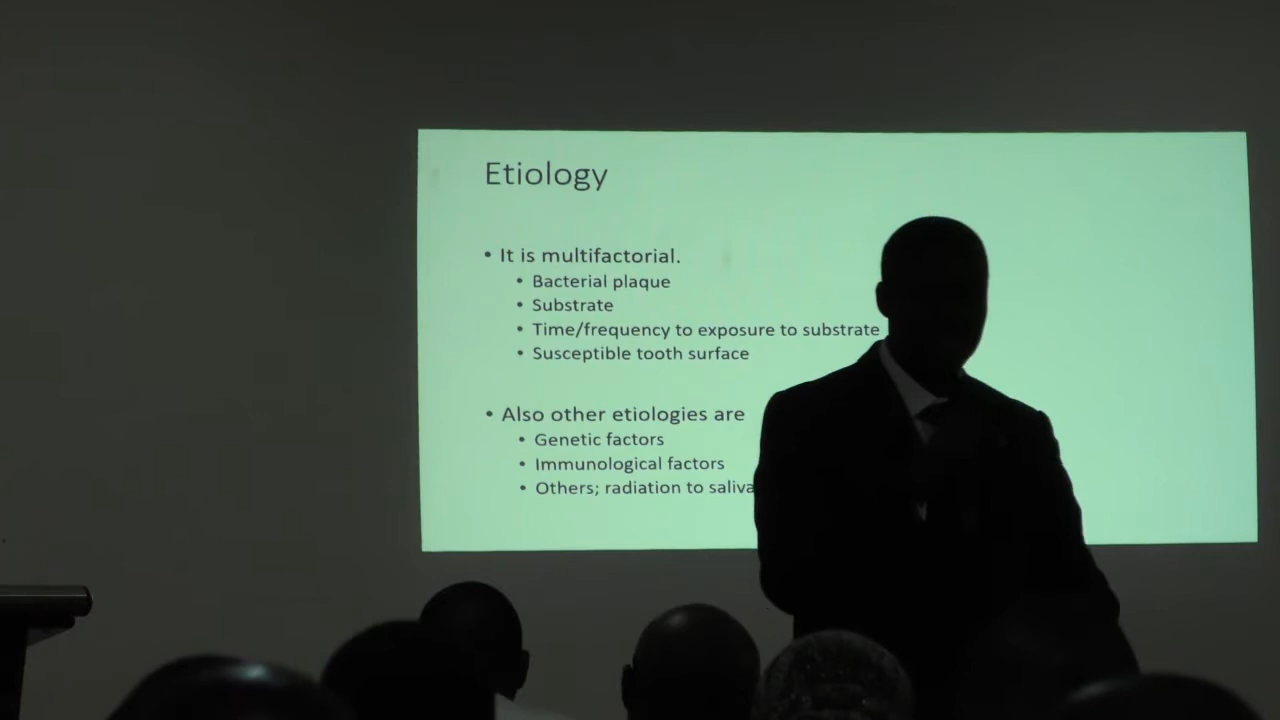 Etiology
• It is multifactorial.
• Bacterial plaque
• Substrate
• Time/frequency to exposure to substrate
• Susceptible tooth surface
• Also other etiologies are
• Genetic factors
• Immunological factors
• Others; radiation to saliva